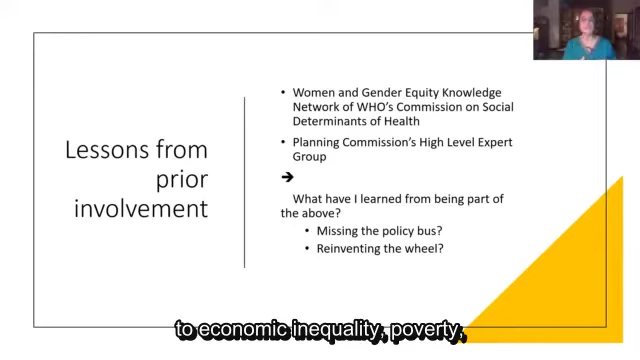 Lessons from
prior
involvement
• Women and Gender Equity Knowledge
Network of WHO's Commission on Social
Determinants of Health
• Planning Commission's High Level Expert
Group
➔
What have I learned from being part of
the above?
• Missing the policy bus?
• Reinventing the wheel?
to economic inequality, poverty,